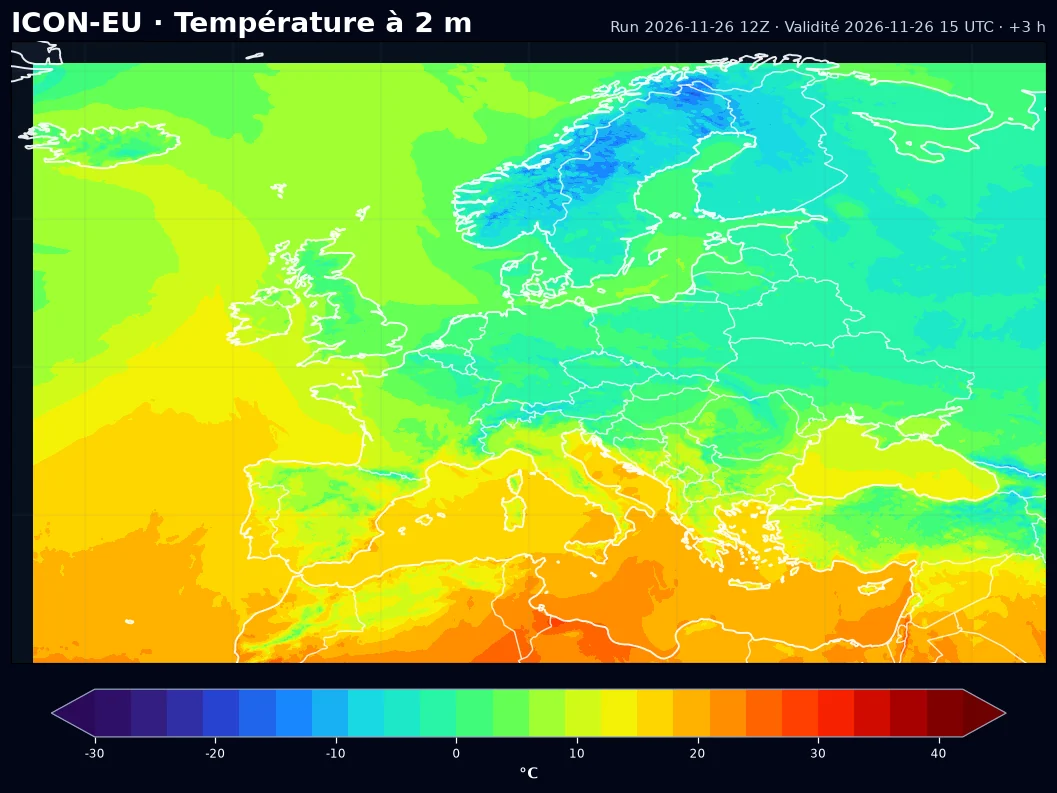 ICON-EU · Température à 2 m
Run 2026-11-26 12Z · Validité 2026-11-26 15 UTC · +3 h
-30 -20 -10 0 10 20 30 40
°C